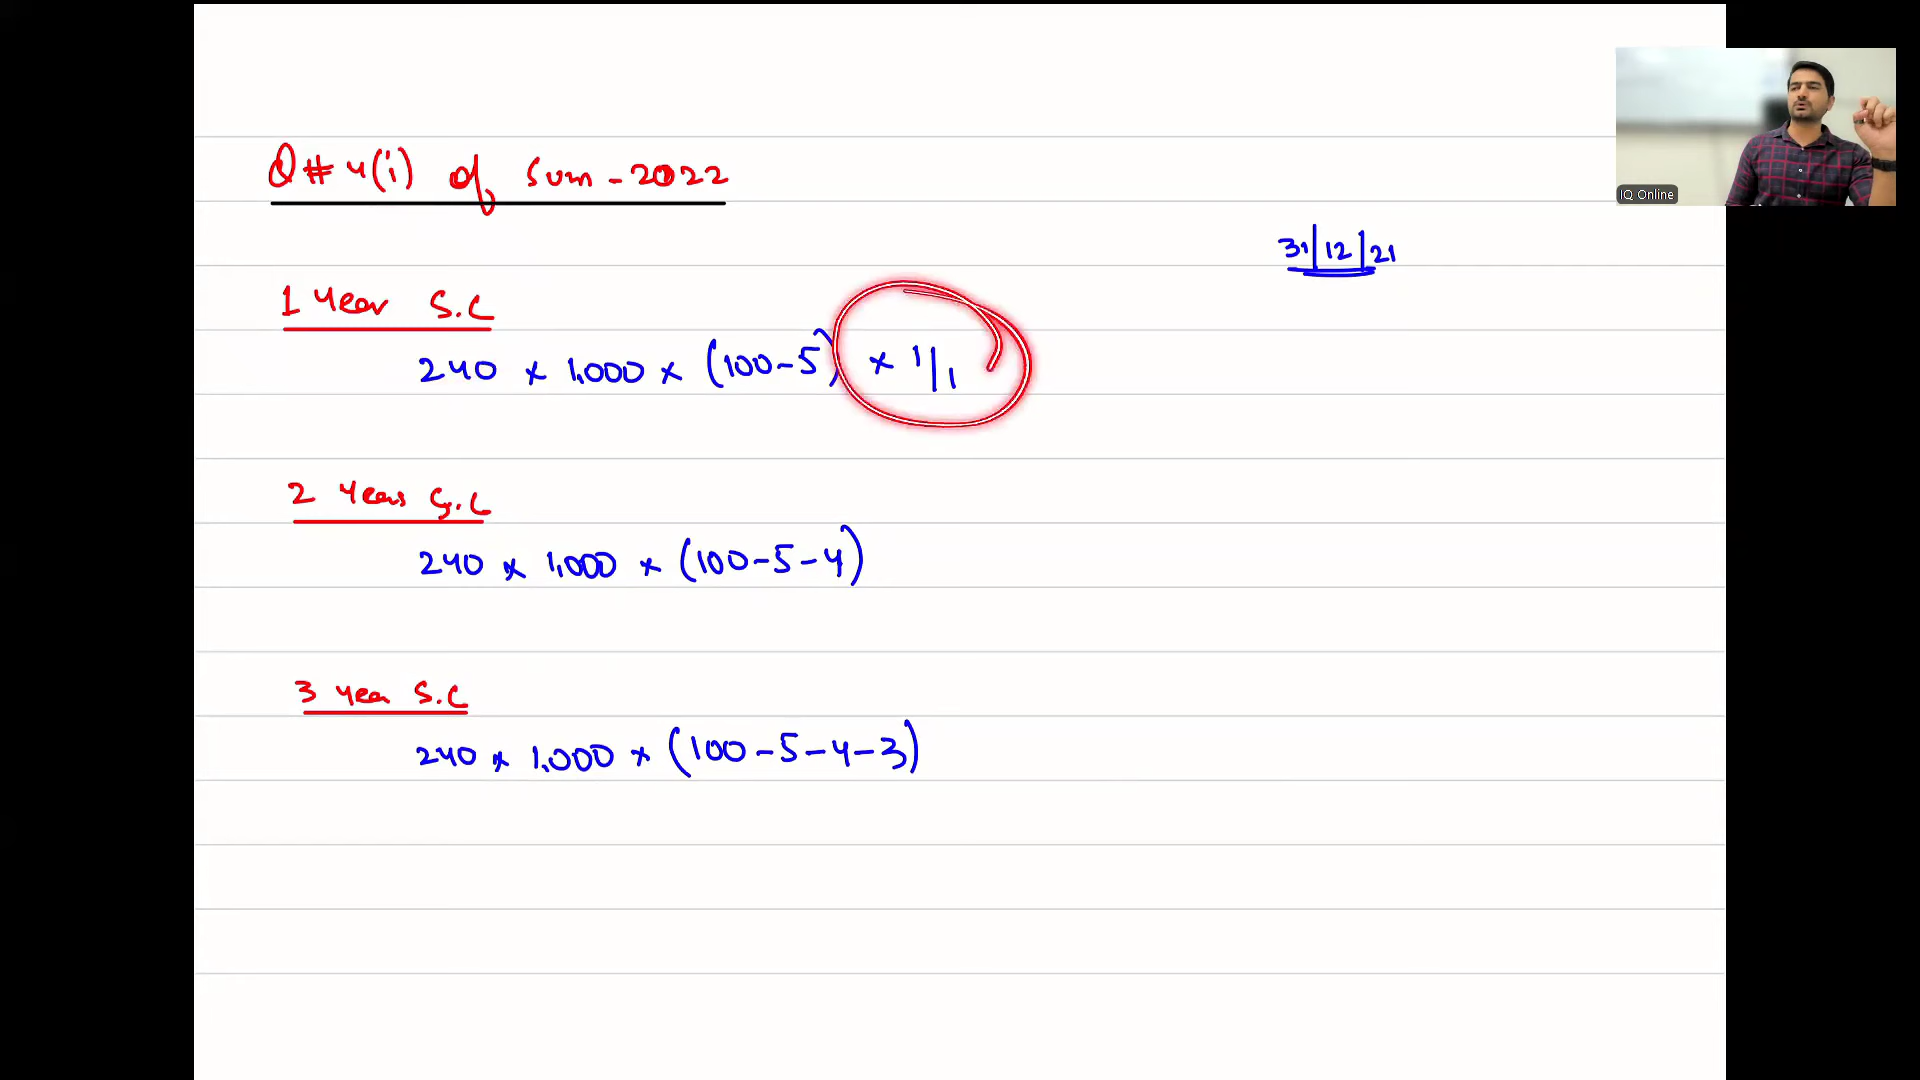 Q # 4(i) of Sum-2022
31/12/21
1 Year S.C
240 × 1,000 × (100-5) × 1/1
2 Years S.C
240 × 1,000 × (100-5-4)
3 Year S.C
240 × 1,000 × (100-5-4-3)
IQ Online